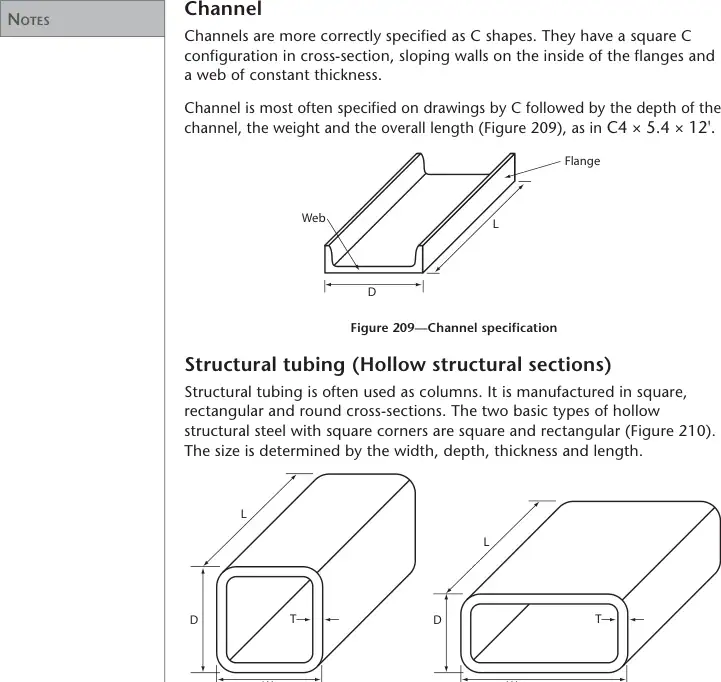 NOTES
Channel
Channels are more correctly specified as C shapes. They have a square C
configuration in cross-section, sloping walls on the inside of the flanges and
a web of constant thickness.
Channel is most often specified on drawings by C followed by the depth of the
channel, the weight and the overall length (Figure 209), as in C4 × 5.4 × 12'.
Flange
Web
L
D
Figure 209—Channel specification
Structural tubing (Hollow structural sections)
Structural tubing is often used as columns. It is manufactured in square,
rectangular and round cross-sections. The two basic types of hollow
structural steel with square corners are square and rectangular (Figure 210).
The size is determined by the width, depth, thickness and length.
L
L
D
T
D
T